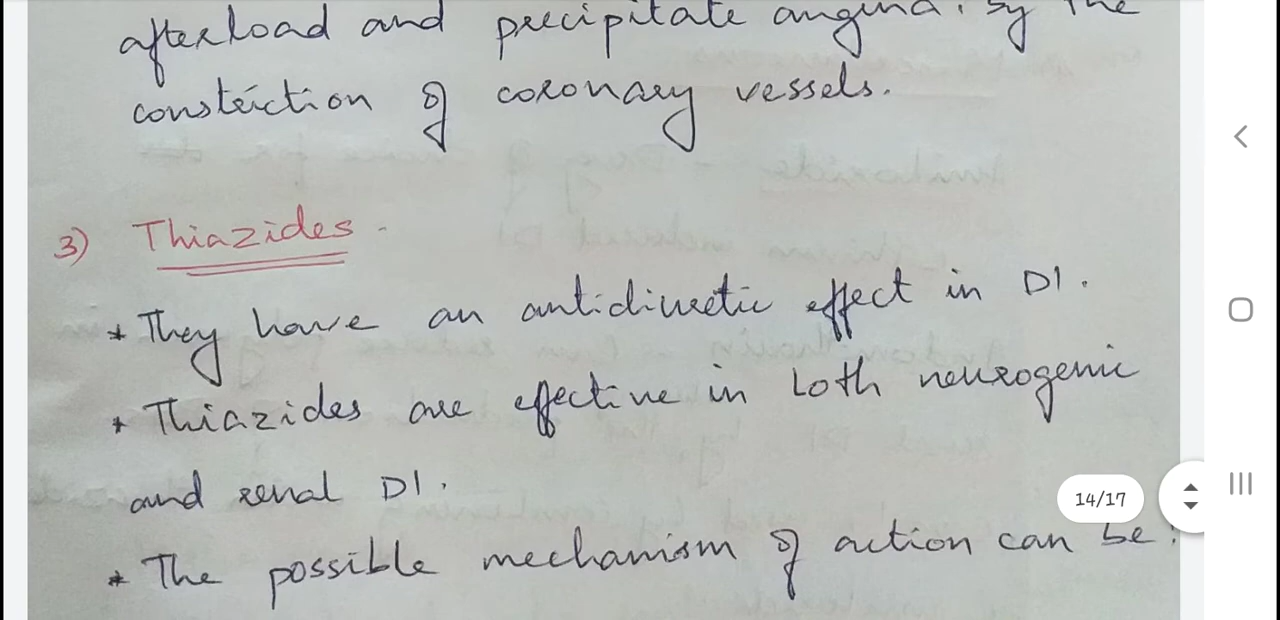 afterload and precipitate angina. by the
constriction of coronary vessels.
3) Thiazides.
* They have an antidiuretic effect in DI.
* Thiazides are effective in both neurogenic
and renal DI.
* The possible mechanism of action can be:
14/17